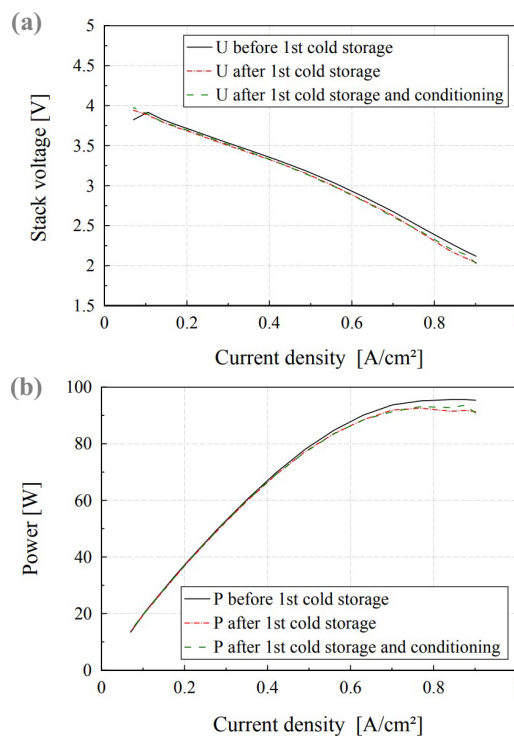 (a)
5
4.5
4
3.5
3
2.5
2
1.5
Stack voltage [V]
U before 1st cold storage
U after 1st cold storage
U after 1st cold storage and conditioning
0 0.2 0.4 0.6 0.8
Current density [A/cm²]
(b)
100
80
60
40
20
0
Power [W]
P before 1st cold storage
P after 1st cold storage
P after 1st cold storage and conditioning
0 0.2 0.4 0.6 0.8
Current density [A/cm²]